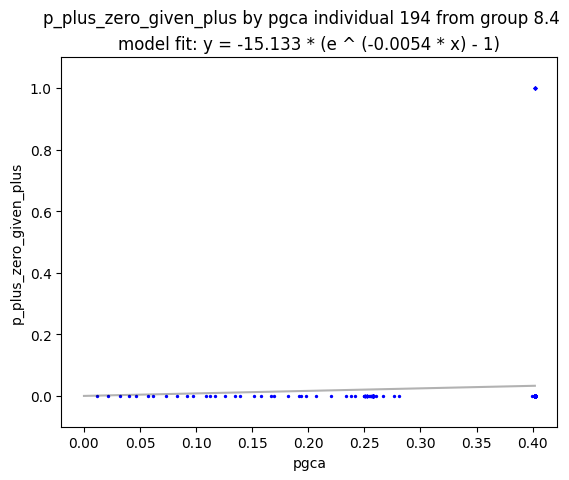 p_plus_zero_given_plus by pgca individual 194 from group 8.4
model fit: y = -15.133 * (e ^ (-0.0054 * x) - 1)
1.0
0.8
0.6
0.4
0.2
0.0
p_plus_zero_given_plus
0.00 0.05 0.10 0.15 0.20 0.25 0.30 0.35 0.40
pgca